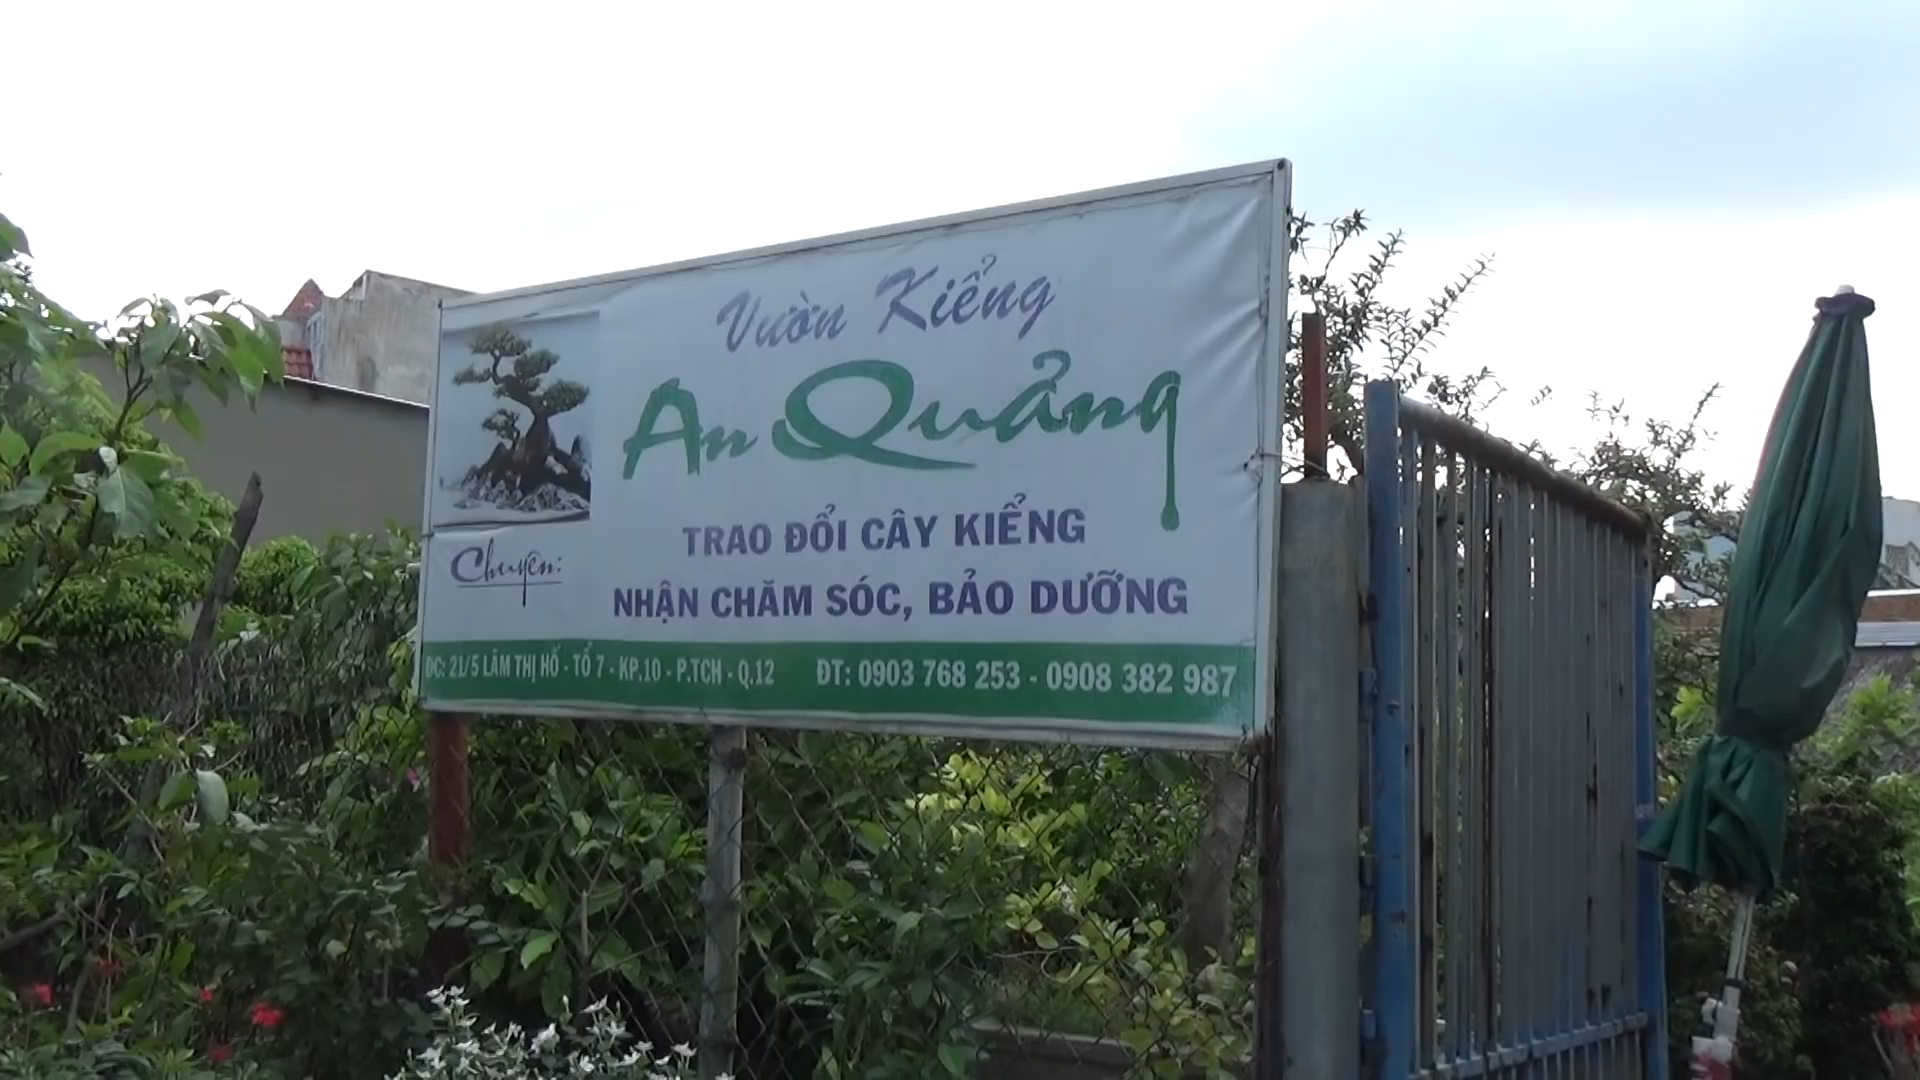 Vườn Kiểng
An Quảng
Chuyên:
TRAO ĐỔI CÂY KIỂNG
NHẬN CHĂM SÓC, BẢO DƯỠNG
ĐC: 21/5 LÂM THỊ HỐ - TỔ 7 - KP.10 - P.TCH - Q.12 ĐT: 0903 768 253 - 0908 382 987